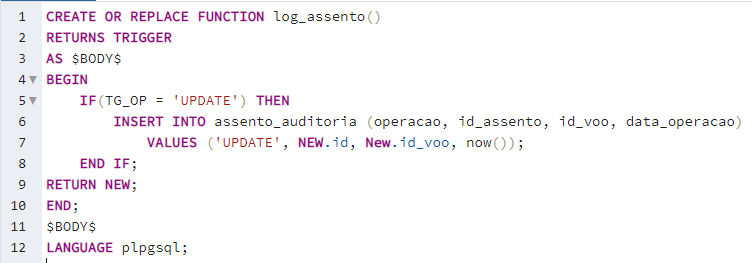 1 CREATE OR REPLACE FUNCTION log_assento()
2 RETURNS TRIGGER
3 AS $BODY$
4 BEGIN
5 IF(TG_OP = 'UPDATE') THEN
6 INSERT INTO assento_auditoria (operacao, id_assento, id_voo, data_operacao)
7 VALUES ('UPDATE', NEW.id, New.id_voo, now());
8 END IF;
9 RETURN NEW;
10 END;
11 $BODY$
12 LANGUAGE plpgsql;